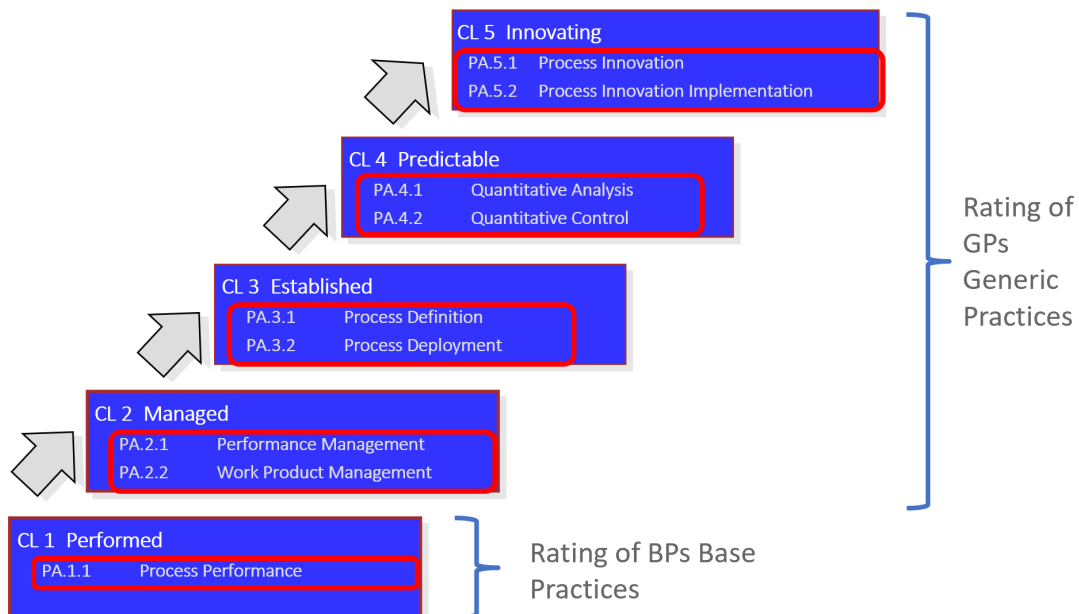 CL 5 Innovating
PA.5.1 Process Innovation
PA.5.2 Process Innovation Implementation
CL 4 Predictable
PA.4.1 Quantitative Analysis
PA.4.2 Quantitative Control
Rating of
GPs
Generic
Practices
CL 3 Established
PA.3.1 Process Definition
PA.3.2 Process Deployment
CL 2 Managed
PA.2.1 Performance Management
PA.2.2 Work Product Management
CL 1 Performed
PA.1.1 Process Performance
Rating of BPs Base
Practices